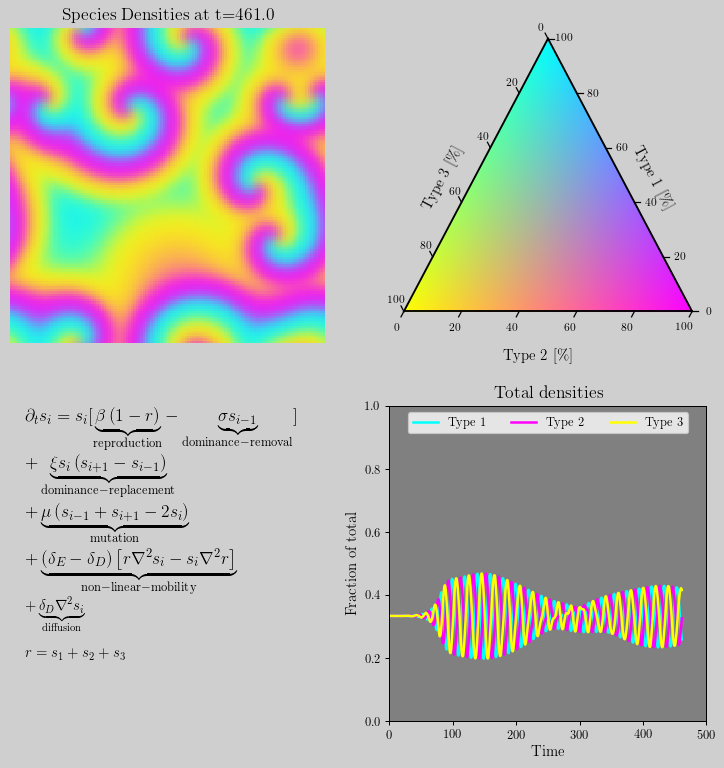 Species Densities at t=461.0
0
100
20
80
40
60
Type 3 [%]
Type 1 [%]
60
40
80
20
100
0
0
20
40
60
80
100
Type 2 [%]
∂ₜsᵢ = sᵢ[β (1 − r) − σsᵢ₋₁ ]
reproduction dominance−removal
+ ξsᵢ (sᵢ₊₁ − sᵢ₋₁)
dominance−replacement
+ μ (sᵢ₋₁ + sᵢ₊₁ − 2sᵢ)
mutation
+ (δ_E − δ_D) [r∇²sᵢ − sᵢ∇²r]
non−linear−mobility
+ δ_D∇²sᵢ
diffusion
r = s₁ + s₂ + s₃
Total densities
Type 1 Type 2 Type 3
1.0
0.8
0.6
0.4
0.2
0.0
Fraction of total
0 100 200 300 400 500
Time